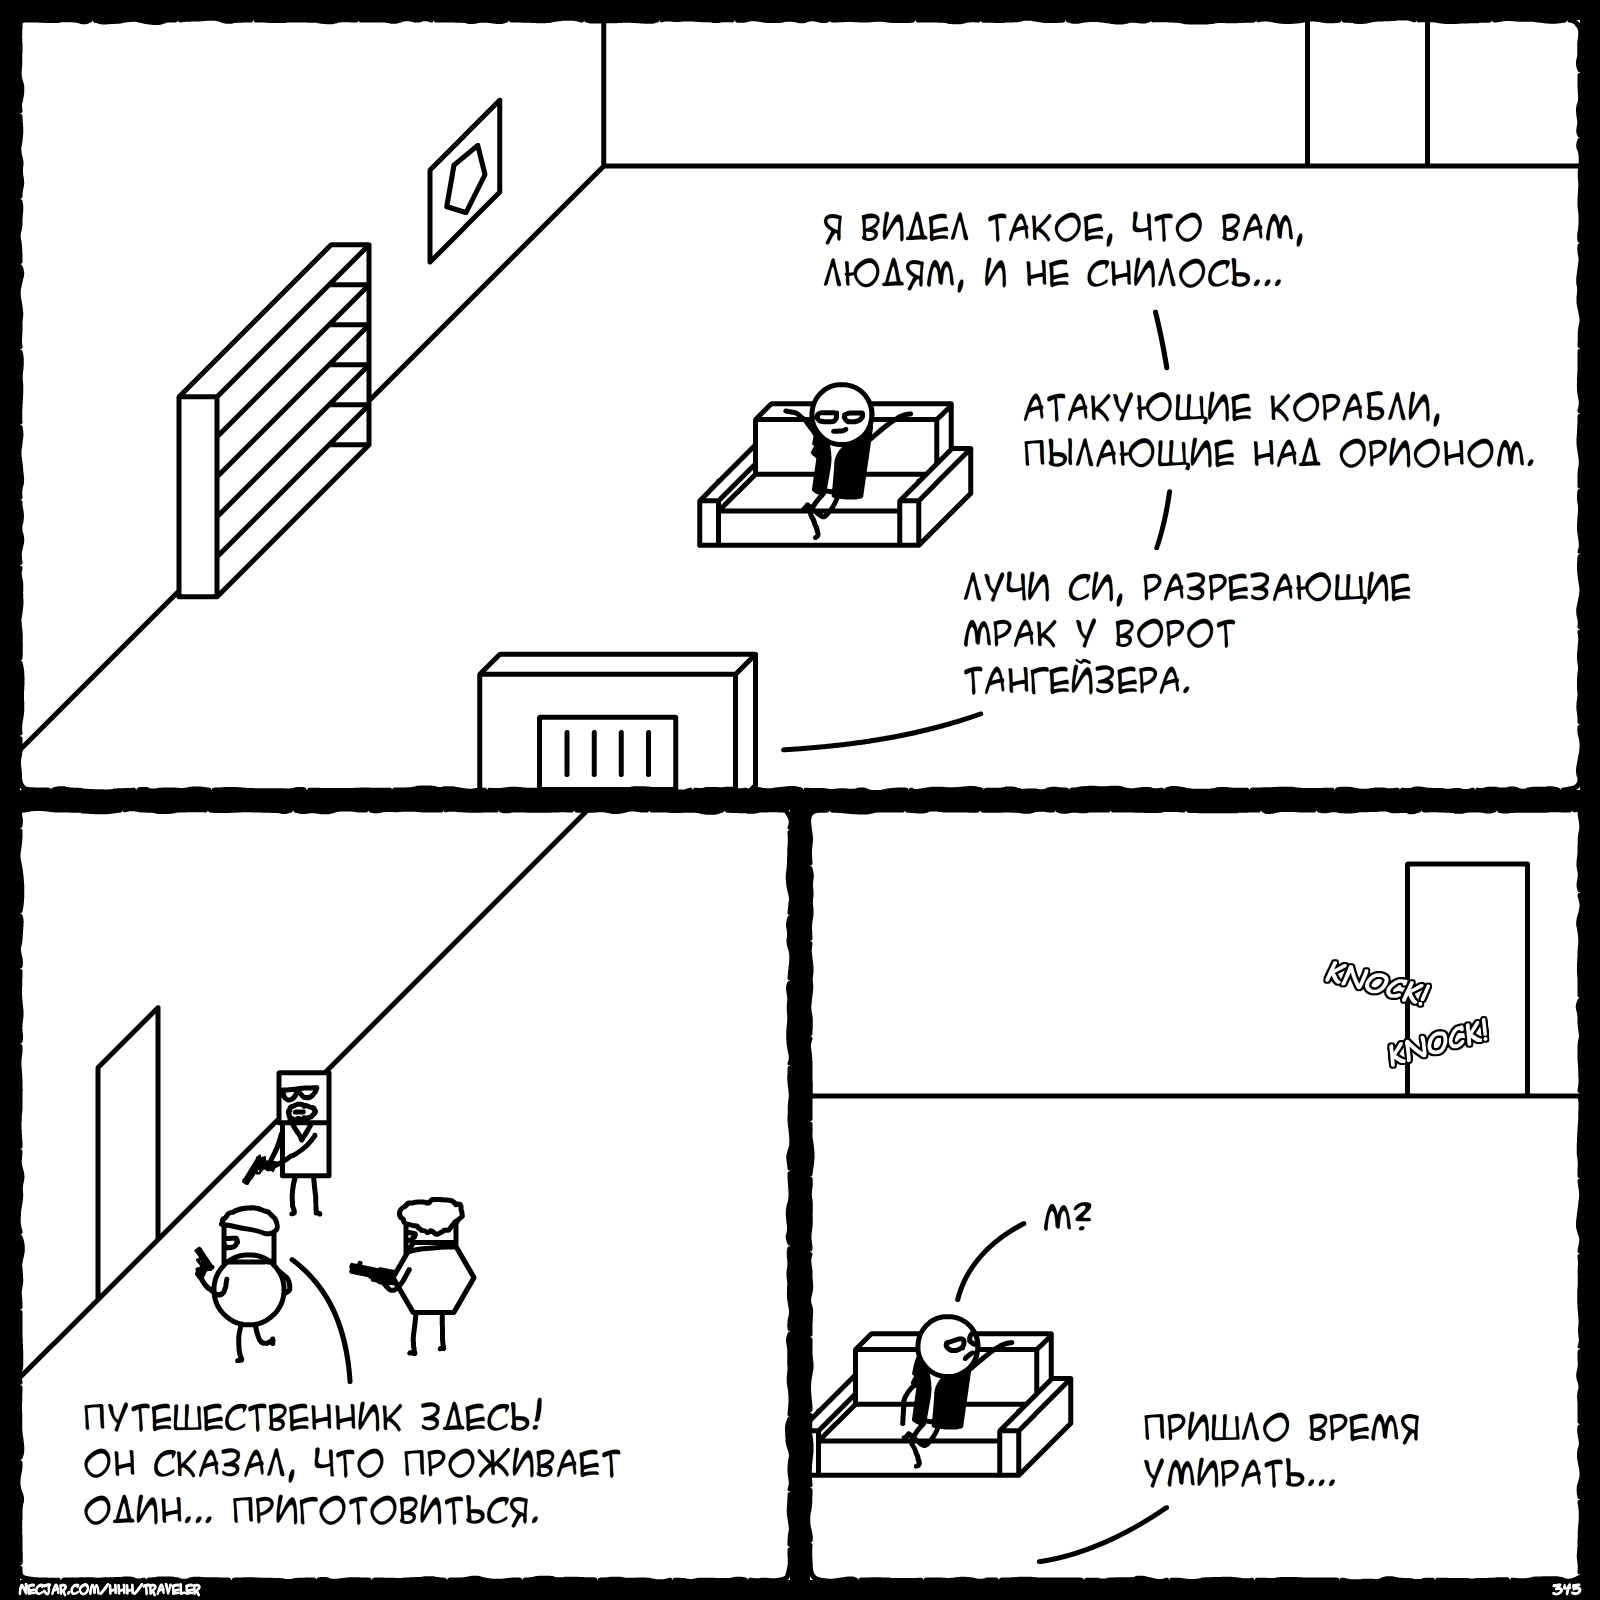 Я ВИДЕЛ ТАКОЕ, ЧТО ВАМ,
ЛЮДЯМ, И НЕ СНИЛОСЬ...
АТАКУЮЩИЕ КОРАБЛИ,
ПЫЛАЮЩИЕ НАД ОРИОНОМ.
ЛУЧИ СИ, РАЗРЕЗАЮЩИЕ
МРАК У ВОРОТ
ТАНГЕЙЗЕРА.
ПУТЕШЕСТВЕННИК ЗДЕСЬ!
ОН СКАЗАЛ, ЧТО ПРОЖИВАЕТ
ОДИН... ПРИГОТОВИТЬСЯ.
KNOCK!
KNOCK!
М?
ПРИШЛО ВРЕМЯ
УМИРАТЬ...
NECJAR.COM/HHH/TRAVELER
345